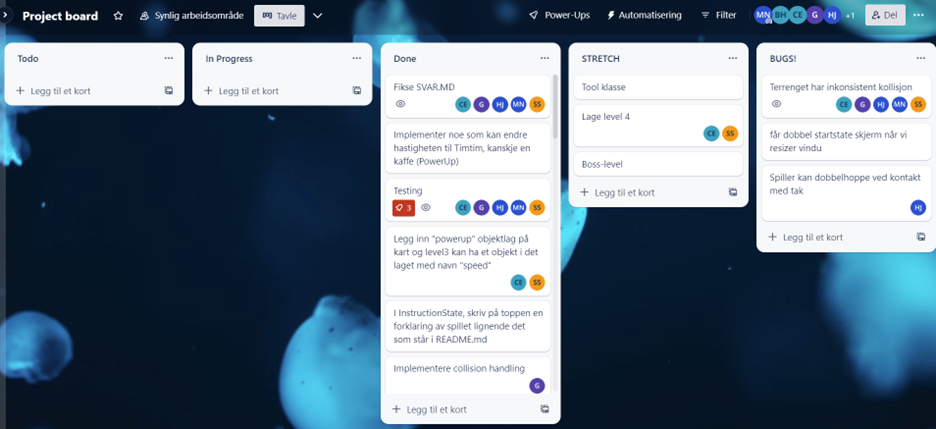 Project board
Synlig arbeidsområde
Tavle
Power-Ups
Automatisering
Filter
MN BH CE G HJ +1
Del
Todo
Legg til et kort
In Progress
Legg til et kort
Done
Fikse SVAR.MD
CE G HJ MN SS
Implementer noe som kan endre
hastigheten til Timtim, kanskje en
kaffe (PowerUp)
Testing
3
CE G HJ MN SS
Legg inn "powerup" objektlag på
kart og level3 kan ha et objekt i det
laget med navn "speed"
CE SS
I InstructionState, skriv på toppen en
forklaring av spillet lignende det
som står i README.md
Implementere collision handling
G
Legg til et kort
STRETCH
Tool klasse
Lage level 4
CE SS
Boss-level
Legg til et kort
BUGS!
Terrenget har inkonsistent kollisjon
CE G HJ MN SS
får dobbel startstate skjerm når vi
resizer vindu
Spiller kan dobbelhoppe ved kontakt
med tak
HJ
Legg til et kort